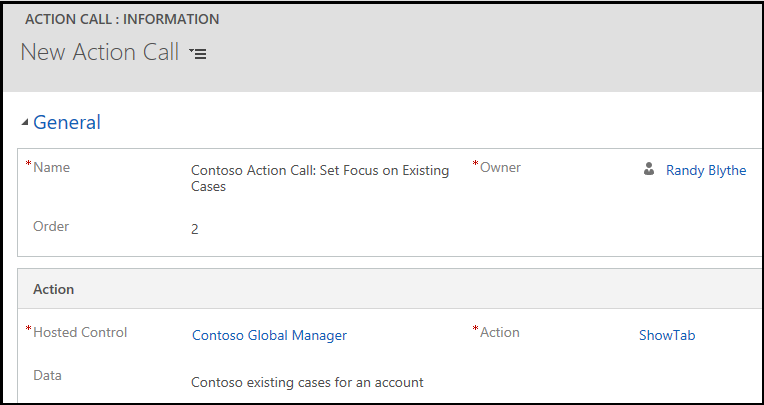 ACTION CALL : INFORMATION
New Action Call
General
*Name
Contoso Action Call: Set Focus on Existing
Cases
*Owner
Randy Blythe
Order
2
Action
*Hosted Control
Contoso Global Manager
*Action
ShowTab
Data
Contoso existing cases for an account